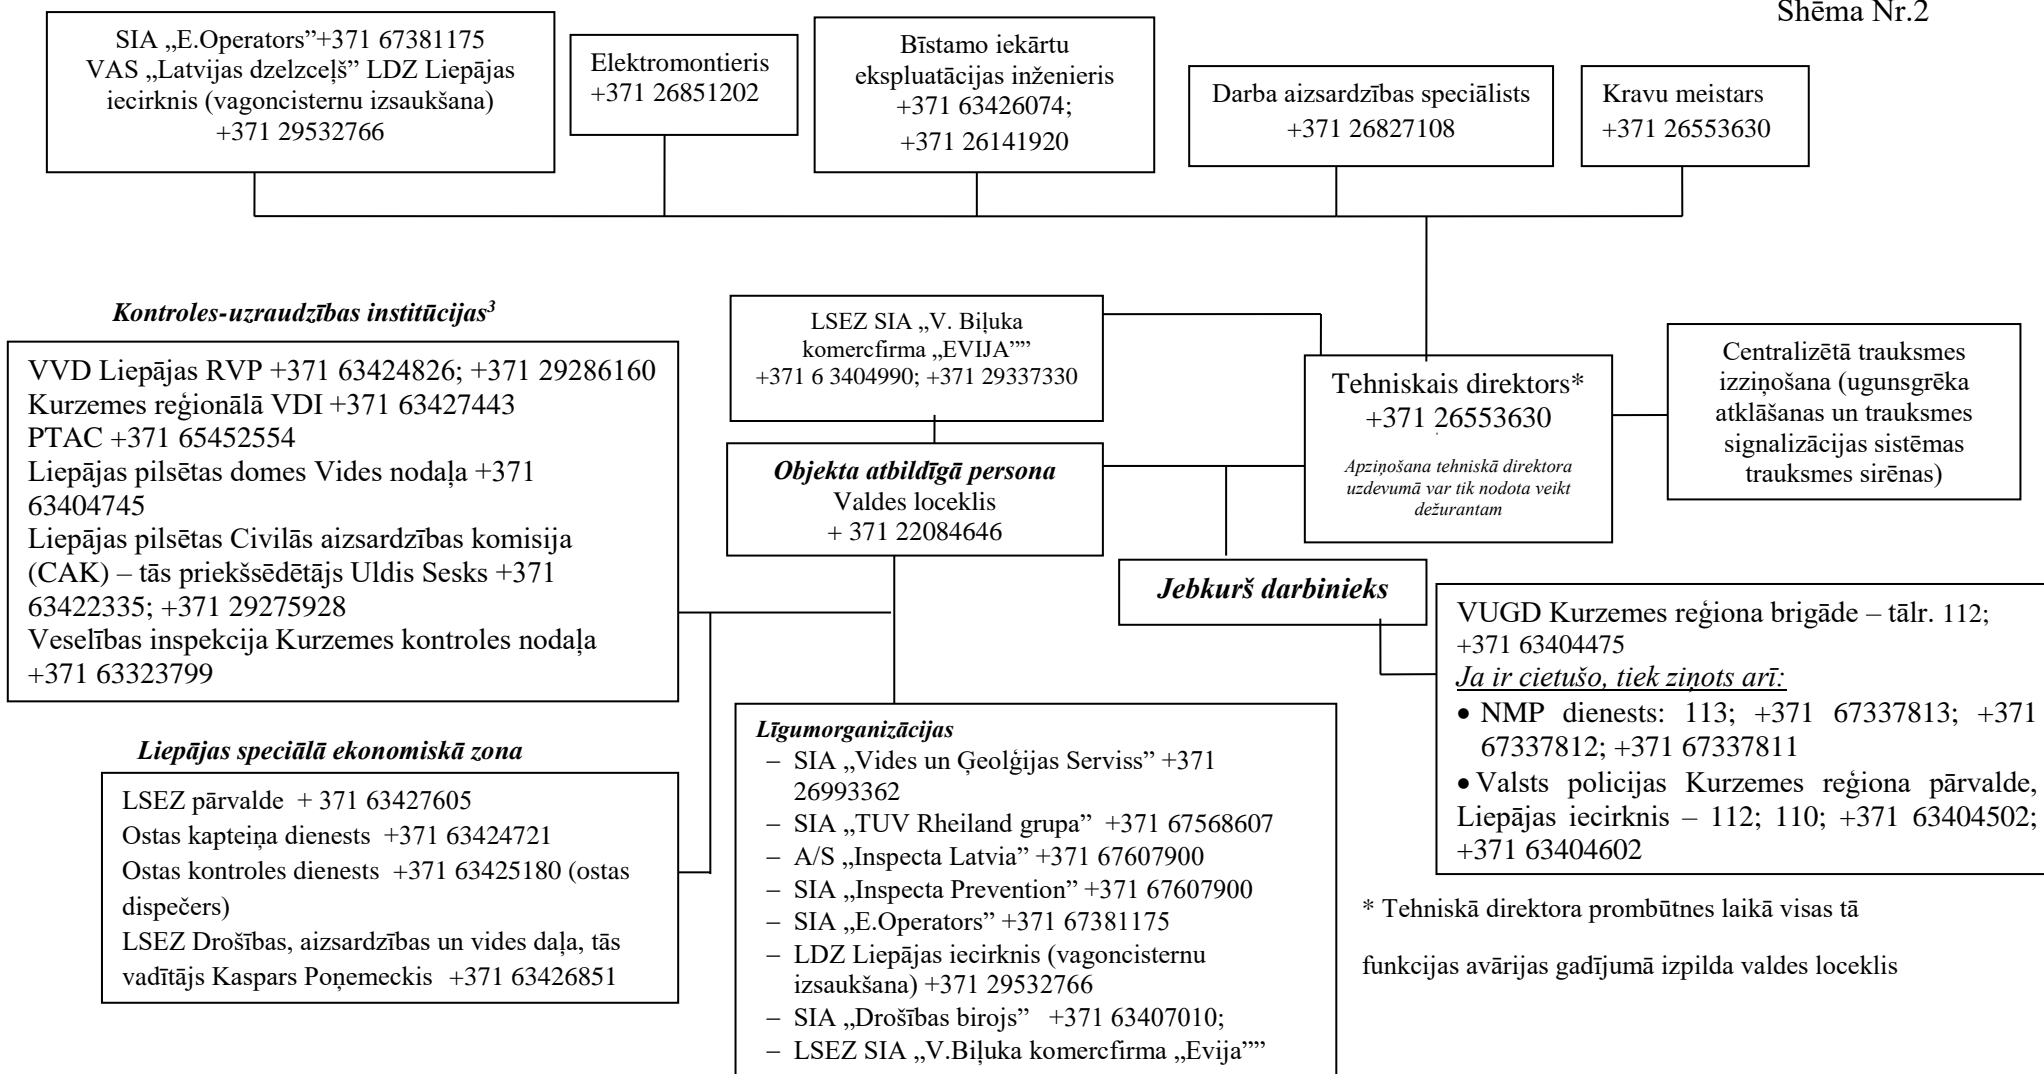 Shēma Nr.2
SIA „E.Operators”+371 67381175
VAS „Latvijas dzelzceļš” LDZ Liepājas
iecirknis (vagoncisternu izsaukšana)
+371 29532766
Elektromontieris
+371 26851202
Bīstamo iekārtu
ekspluatācijas inženieris
+371 63426074;
+371 26141920
Darba aizsardzības speciālists
+371 26827108
Kravu meistars
+371 26553630
Kontroles-uzraudzības institūcijas³
VVD Liepājas RVP +371 63424826; +371 29286160
Kurzemes reģionālā VDI +371 63427443
PTAC +371 65452554
Liepājas pilsētas domes Vides nodaļa +371
63404745
Liepājas pilsētas Civilās aizsardzības komisija
(CAK) – tās priekšsēdētājs Uldis Sesks +371
63422335; +371 29275928
Veselības inspekcija Kurzemes kontroles nodaļa
+371 63323799
LSEZ SIA „V. Biļuka
komercfirma „EVIJA””
+371 6 3404990; +371 29337330
Objekta atbildīgā persona
Valdes loceklis
+ 371 22084646
Tehniskais direktors*
+371 26553630
Apziņošana tehniskā direktora
uzdevumā var tik nodota veikt
dežurantam
Centralizētā trauksmes
izziņošana (ugunsgrēka
atklāšanas un trauksmes
signalizācijas sistēmas
trauksmes sirēnas)
Jebkurš darbinieks
VUGD Kurzemes reģiona brigāde – tālr. 112;
+371 63404475
Ja ir cietušo, tiek ziņots arī:
• NMP dienests: 113; +371 67337813; +371
67337812; +371 67337811
• Valsts policijas Kurzemes reģiona pārvalde,
Liepājas iecirknis – 112; 110; +371 63404502;
+371 63404602
Liepājas speciālā ekonomiskā zona
LSEZ pārvalde + 371 63427605
Ostas kapteiņa dienests +371 63424721
Ostas kontroles dienests +371 63425180 (ostas
dispečers)
LSEZ Drošības, aizsardzības un vides daļa, tās
vadītājs Kaspars Poņemeckis +371 63426851
Līgumorganizācijas
– SIA „Vides un Ģeolģijas Serviss” +371
26993362
– SIA „TUV Rheiland grupa” +371 67568607
– A/S „Inspecta Latvia” +371 67607900
– SIA „Inspecta Prevention” +371 67607900
– SIA „E.Operators” +371 67381175
– LDZ Liepājas iecirknis (vagoncisternu
izsaukšana) +371 29532766
– SIA „Drošības birojs” +371 63407010;
– LSEZ SIA „V.Biļuka komercfirma „Evija””
* Tehniskā direktora prombūtnes laikā visas tā
funkcijas avārijas gadījumā izpilda valdes loceklis